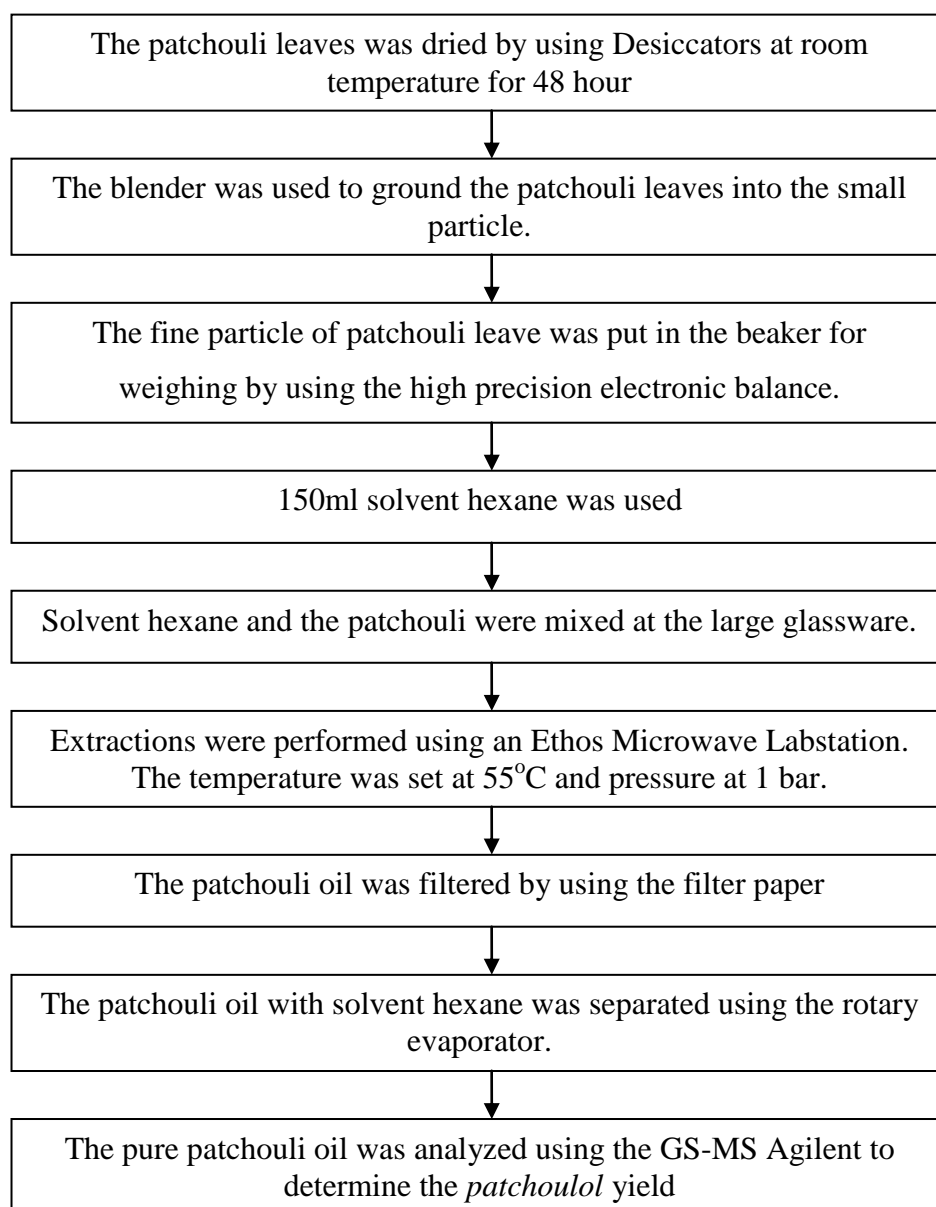 The patchouli leaves was dried by using Desiccators at room
temperature for 48 hour
The blender was used to ground the patchouli leaves into the small
particle.
The fine particle of patchouli leave was put in the beaker for
weighing by using the high precision electronic balance.
150ml solvent hexane was used
Solvent hexane and the patchouli were mixed at the large glassware.
Extractions were performed using an Ethos Microwave Labstation.
The temperature was set at 55°C and pressure at 1 bar.
The patchouli oil was filtered by using the filter paper
The patchouli oil with solvent hexane was separated using the rotary
evaporator.
The pure patchouli oil was analyzed using the GS-MS Agilent to
determine the patchoulol yield